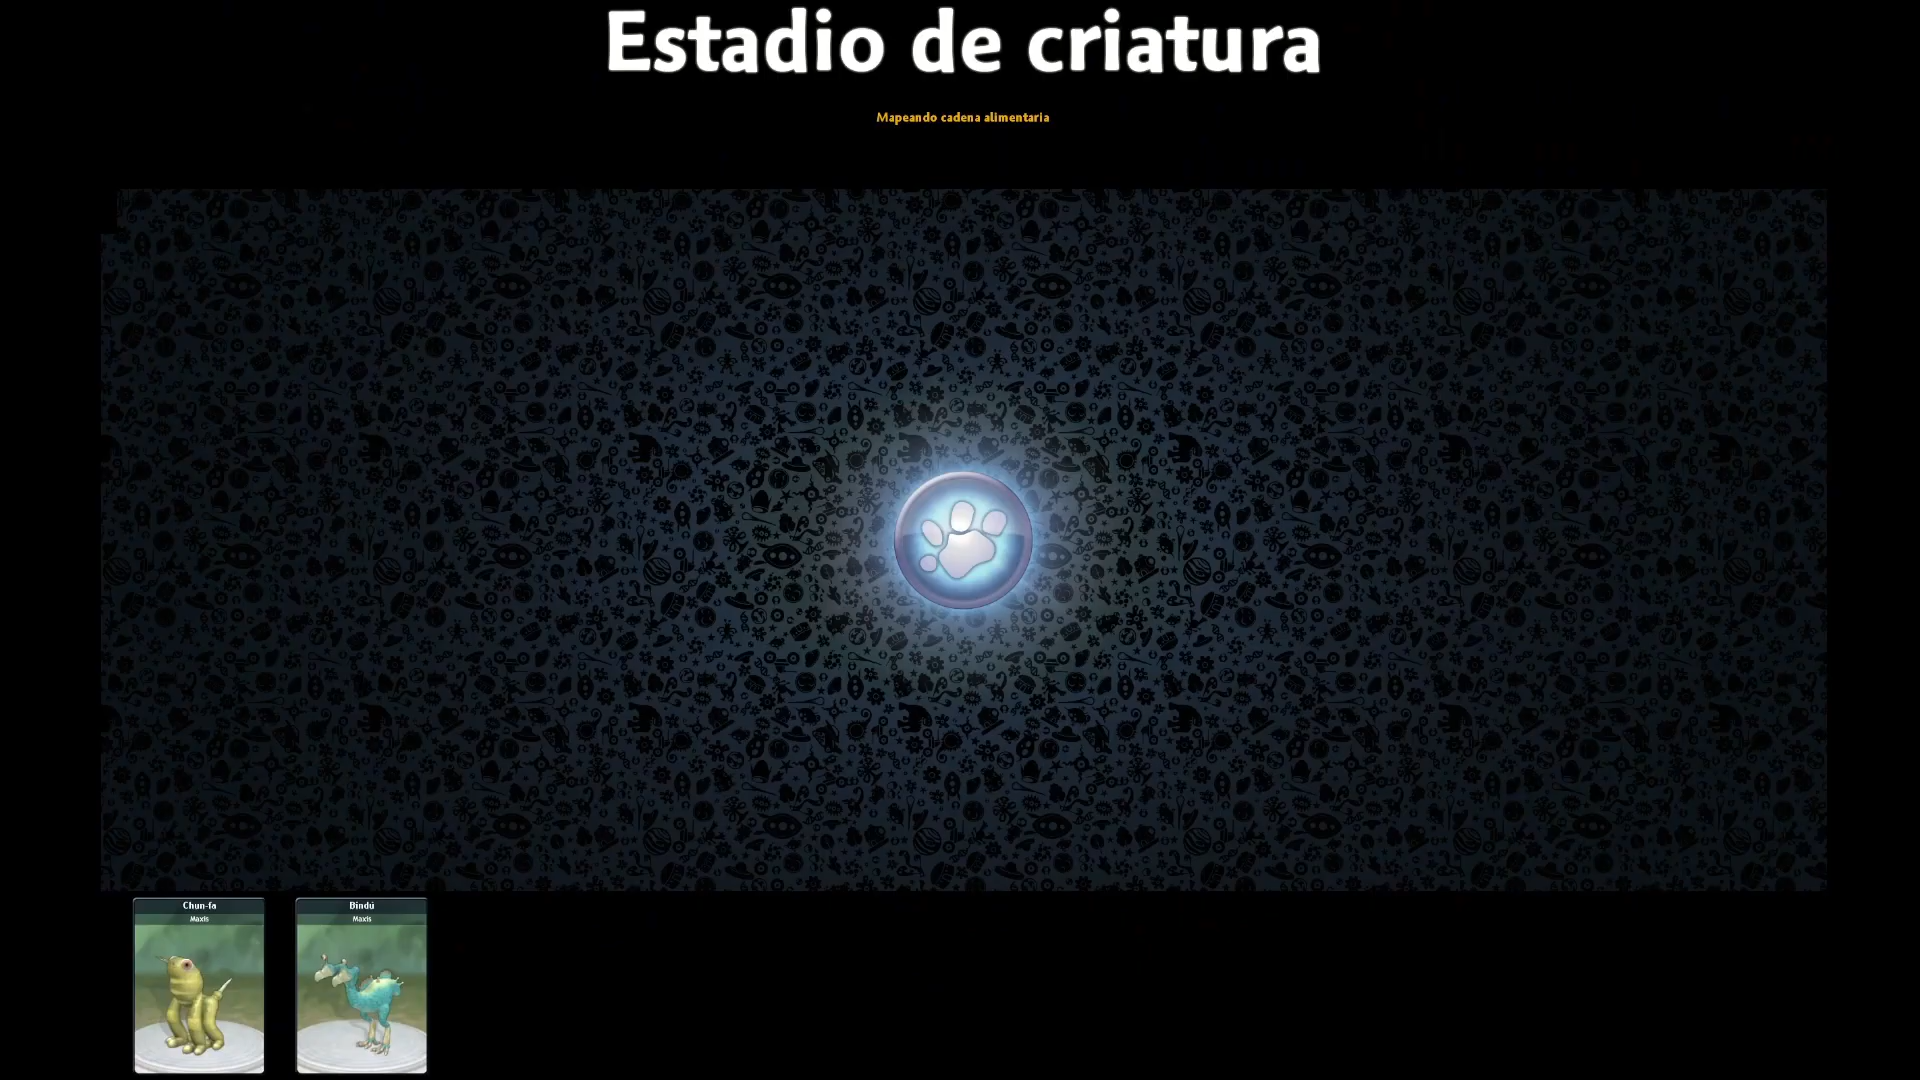 Estadio de criatura
Mapeando cadena alimentaria
Chun-fa
Maxis
Bindú
Maxis